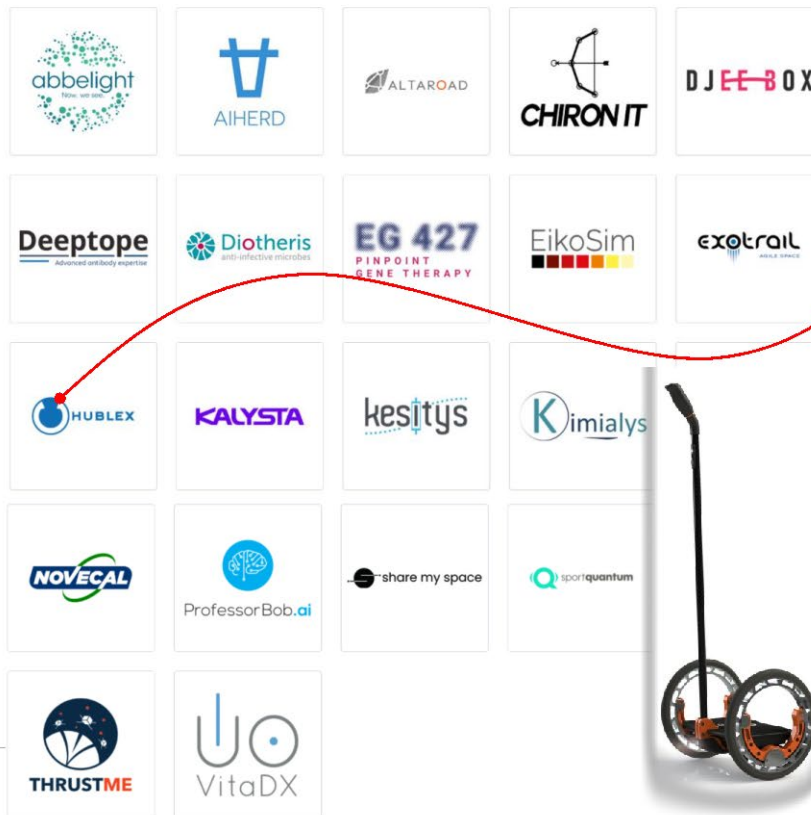 abbelight
Now, we see.
AIHERD
ALTAROAD
CHIRON IT
DJEE BOX
Deeptope
Advanced antibody expertise
Diotheris
anti-infective microbes
EG 427
PINPOINT
GENE THERAPY
EikoSim
exotrail
AGILE SPACE
HUBLEX
KALYSTA
kesitys
Kimialys
NOVECAL
ProfessorBob.ai
share my space
sportquantum
THRUSTME
VitaDX